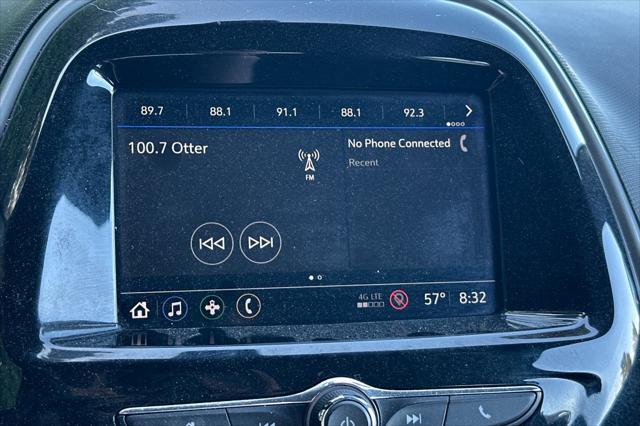 89.7 88.1 91.1 88.1 92.3
100.7 Otter
FM
No Phone Connected
Recent
4G LTE
57° 8:32